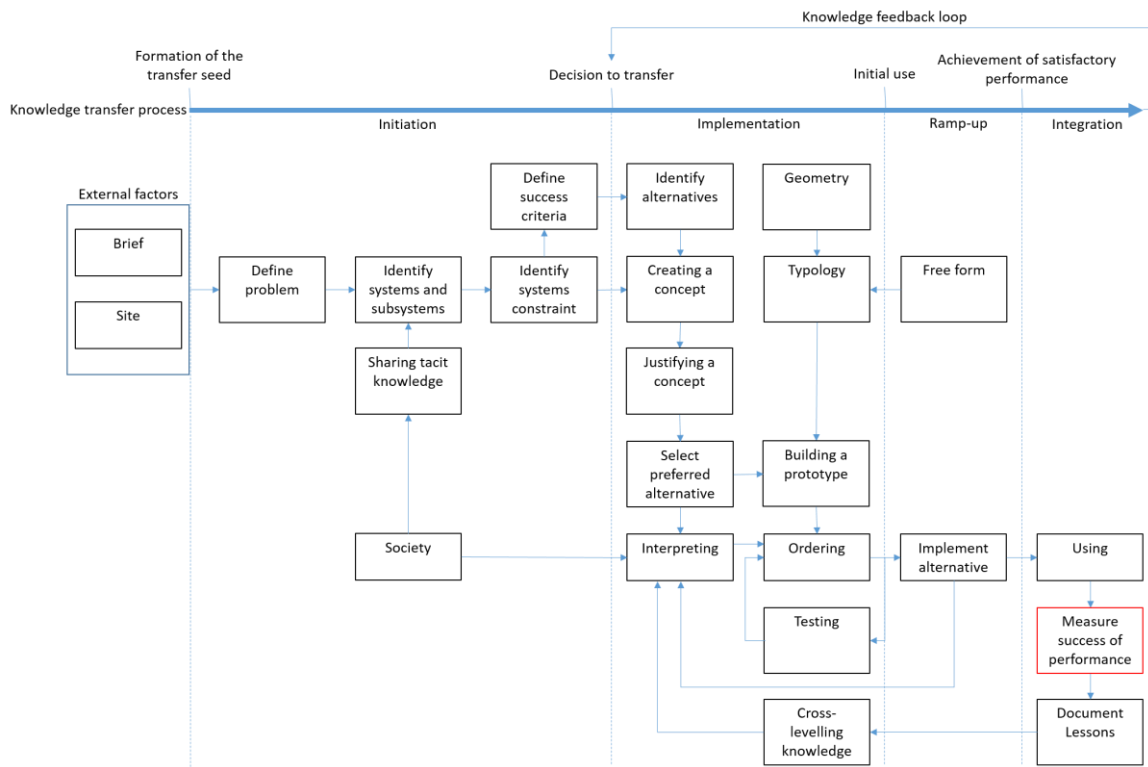 Knowledge feedback loop
Formation of the
transfer seed
Decision to transfer
Initial use
Achievement of satisfactory
performance
Knowledge transfer process
Initiation
Implementation
Ramp-up
Integration
External factors
Brief
Site
Define
problem
Identify
systems and
subsystems
Sharing tacit
knowledge
Society
Define
success
criteria
Identify
systems
constraint
Identify
alternatives
Creating a
concept
Justifying a
concept
Select
preferred
alternative
Interpreting
Geometry
Typology
Building a
prototype
Ordering
Testing
Cross-
levelling
knowledge
Free form
Implement
alternative
Using
Measure
success of
performance
Document
Lessons